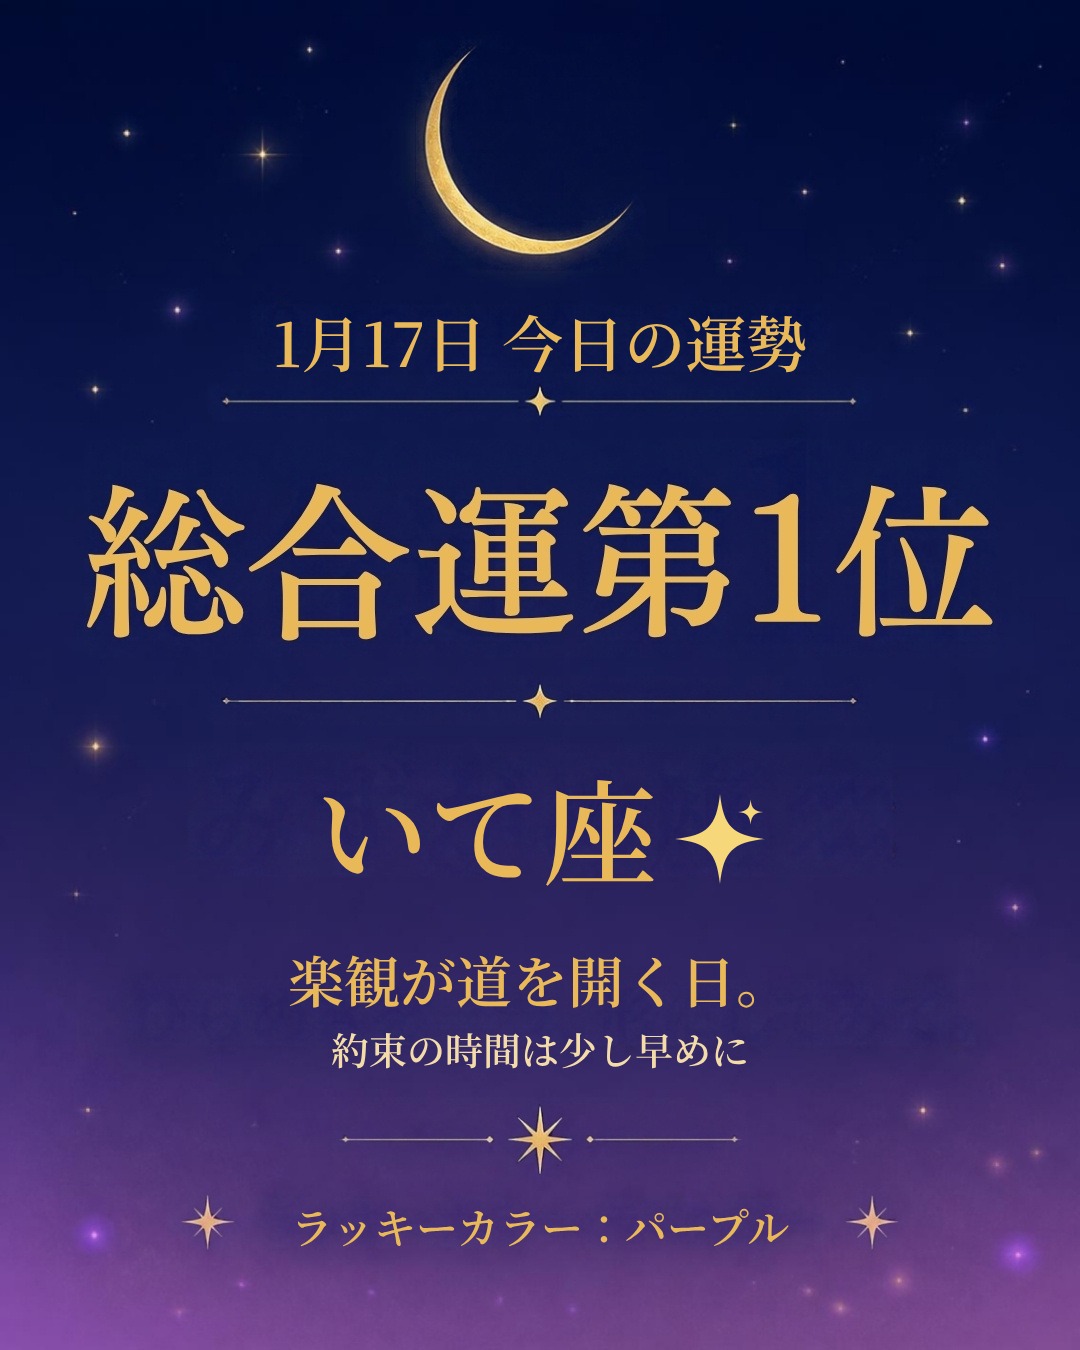 1月17日 今日の運勢
総合運第1位
いて座
楽観が道を開く日。
約束の時間は少し早めに
ラッキーカラー：パープル